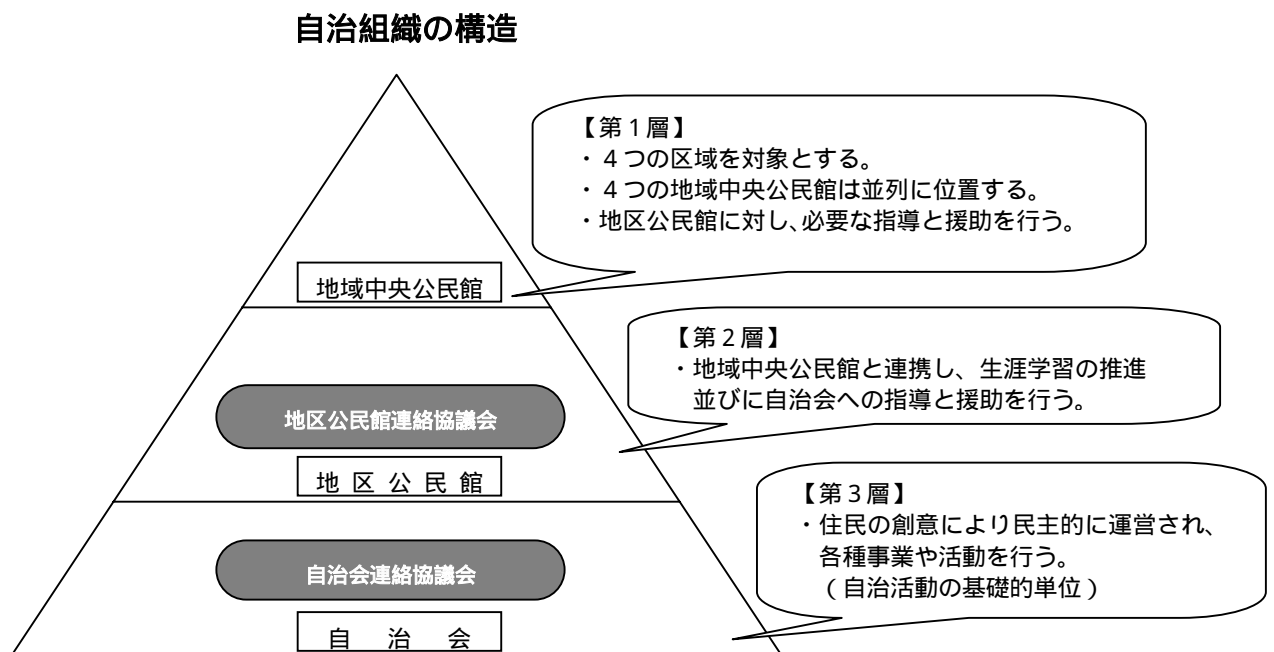 自治組織の構造
【第１層】
・４つの区域を対象とする。
・４つの地域中央公民館は並列に位置する。
・地区公民館に対し、必要な指導と援助を行う。
地域中央公民館
【第２層】
・地域中央公民館と連携し、生涯学習の推進
並びに自治会への指導と援助を行う。
地区公民館連絡協議会
地 区 公 民 館
【第３層】
・住民の創意により民主的に運営され、
各種事業や活動を行う。
（自治活動の基礎的単位）
自治会連絡協議会
自 治 会